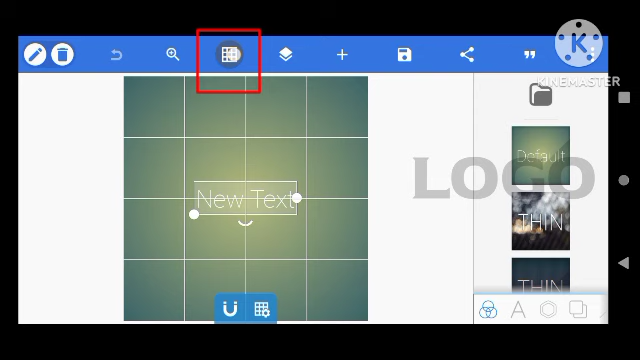 K
KINEMASTER
Default
LOGO
New Text
THIN
THIN
A